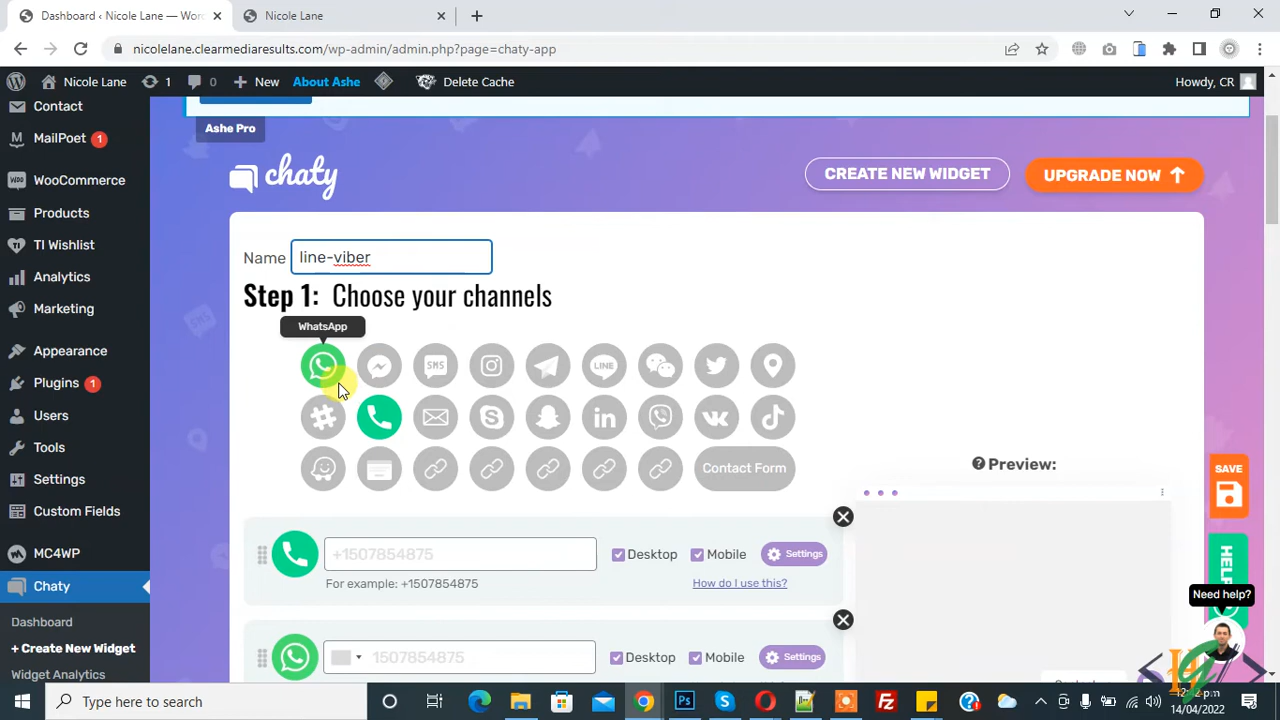 Dashboard ‹ Nicole Lane — Wor
Nicole Lane
nicolelane.clearmediaresults.com/wp-admin/admin.php?page=chaty-app
Nicole Lane
1
0
New
About Ashe
Delete Cache
Howdy, CR
Contact
MailPoet 1
WooCommerce
Products
TI Wishlist
Analytics
Marketing
Appearance
Plugins 1
Users
Tools
Settings
Custom Fields
MC4WP
Chaty
Dashboard
+ Create New Widget
Widget Analytics
Ashe Pro
chaty
CREATE NEW WIDGET
UPGRADE NOW
Name
line-viber
Step 1: Choose your channels
WhatsApp
SMS
LINE
Contact Form
Preview:
SAVE
HELP
Need help?
+1507854875
Desktop
Mobile
Settings
For example: +1507854875
How do I use this?
1507854875
Desktop
Mobile
Settings
Type here to search
14/04/2022